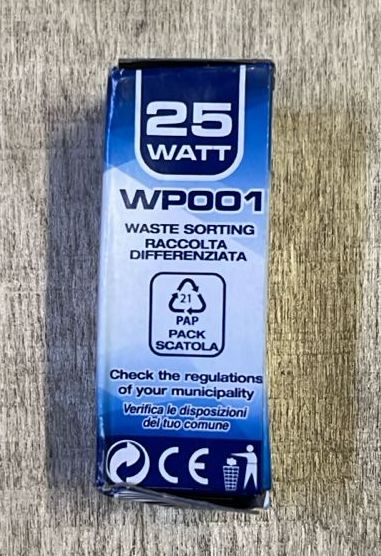 25
WATT
WP001
WASTE SORTING
RACCOLTA
DIFFERENZIATA
21
PAP
PACK
SCATOLA
Check the regulations
of your municipality
Verifica le disposizioni
del tuo comune
CE